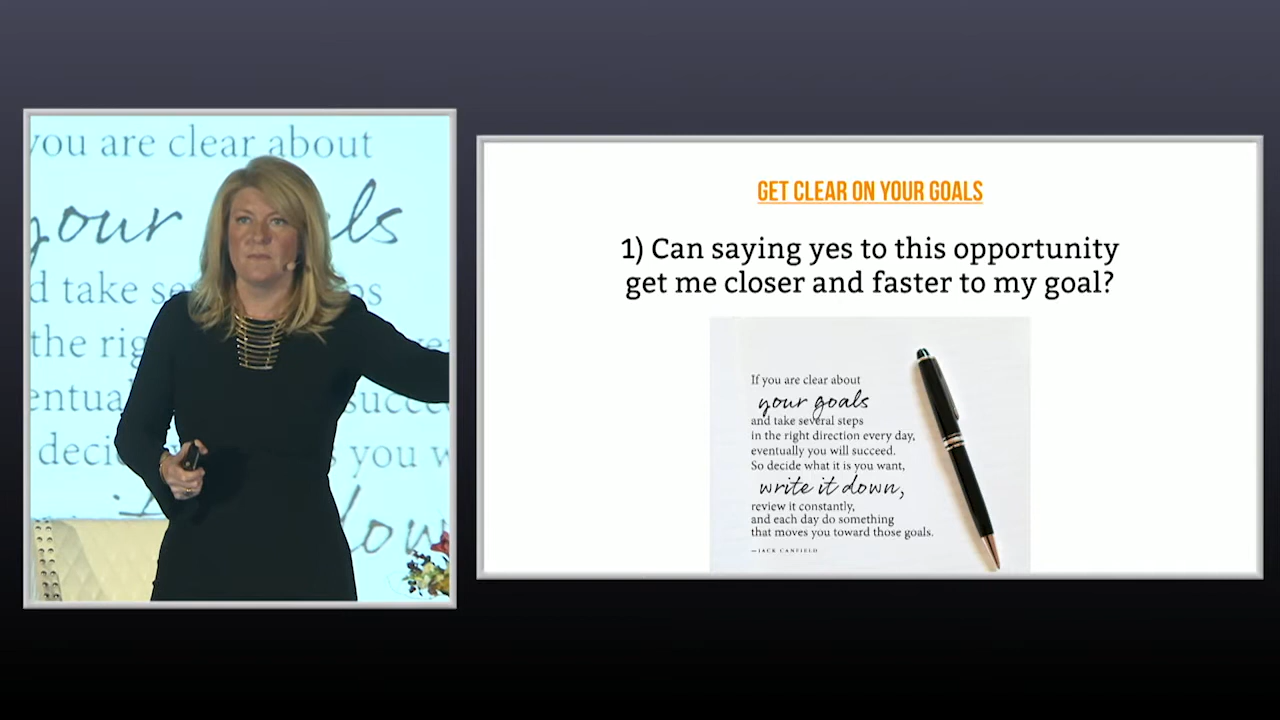 you are clear about
your
d take
ps
the rig
entua
succe
deci
you w
GET CLEAR ON YOUR GOALS
1) Can saying yes to this opportunity
get me closer and faster to my goal?
If you are clear about
your goals
and take several steps
in the right direction every day,
eventually you will succeed.
So decide what it is you want,
write it down,
review it constantly,
and each day do something
that moves you toward those goals.
—JACK CANFIELD